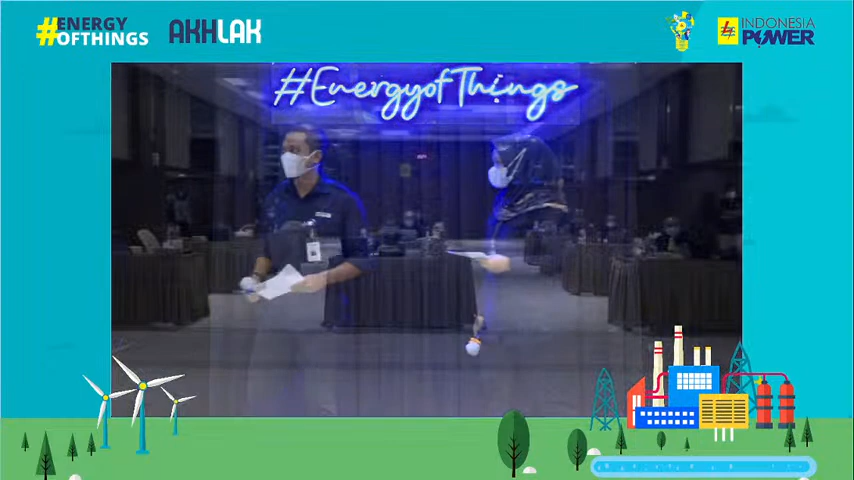 #ENERGY
OFTHINGS
AKHLAK
INDONESIA
POWER
#EnergyofThings